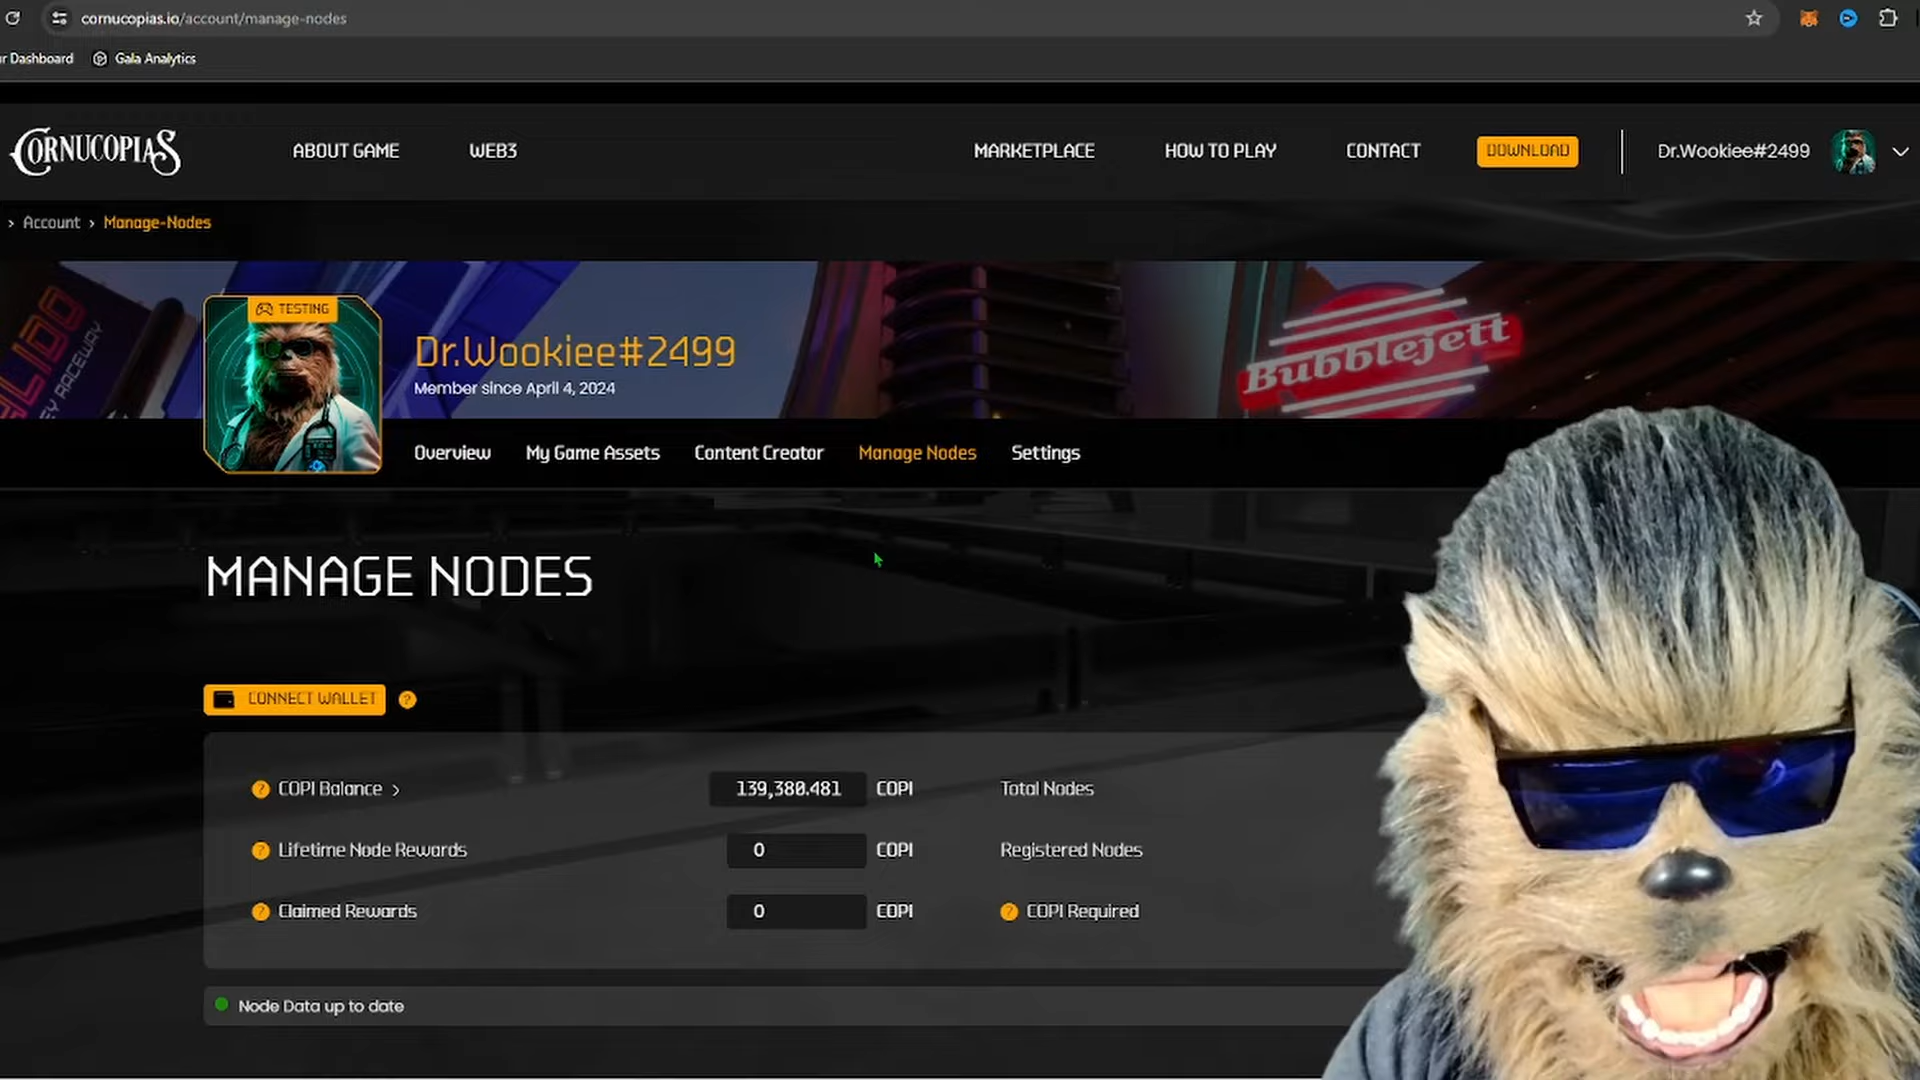 cornucopias.io/account/manage-nodes
r Dashboard
Gala Analytics
CORNUCOPIAS
ABOUT GAME
WEB3
MARKETPLACE
HOW TO PLAY
CONTACT
DOWNLOAD
Dr.Wookiee#2499
> Account > Manage-Nodes
TESTING
Dr.Wookiee#2499
Member since April 4, 2024
Bubblejett
RACEWAY
Overview
My Game Assets
Content Creator
Manage Nodes
Settings
MANAGE NODES
CONNECT WALLET
?
? COPI Balance >
139,380.481 COPI
Total Nodes
? Lifetime Node Rewards
0 COPI
Registered Nodes
? Claimed Rewards
0 COPI
? COPI Required
Node Data up to date